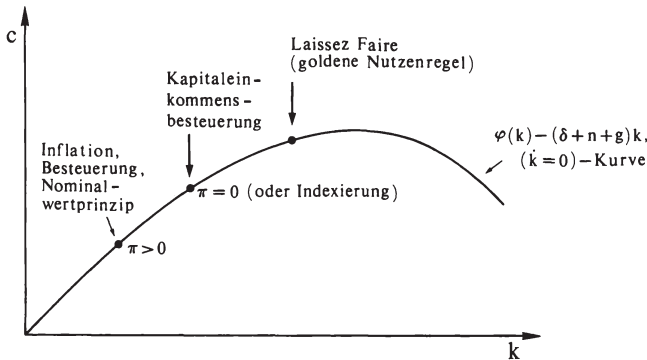 c
Laissez Faire
(goldene Nutzenregel)
Kapitalein-
kommens-
besteuerung
φ(k)−(δ+n+g)k,
(k̇=0)−Kurve
Inflation,
Besteuerung,
Nominal-
wertprinzip
π=0 (oder Indexierung)
π>0
k